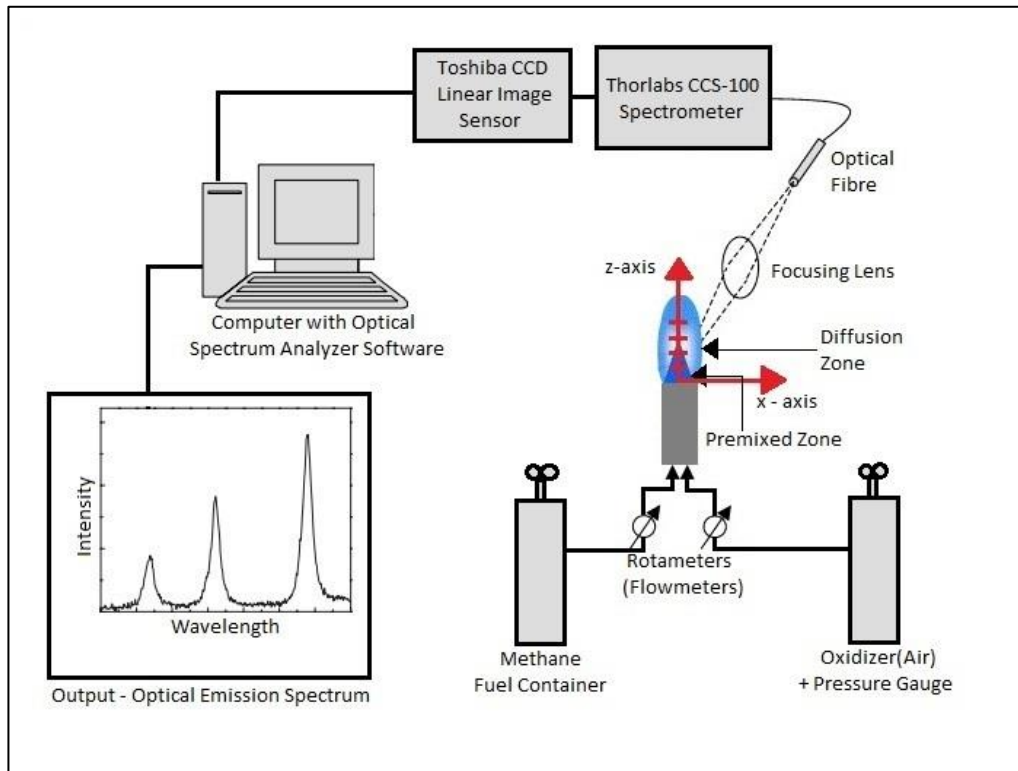 Toshiba CCD
Linear Image
Sensor
Thorlabs CCS-100
Spectrometer
Optical
Fibre
z-axis
Focusing Lens
Computer with Optical
Spectrum Analyzer Software
Diffusion
Zone
x - axis
Premixed Zone
Intensity
Wavelength
Rotameters
(Flowmeters)
Methane
Fuel Container
Oxidizer(Air)
+ Pressure Gauge
Output - Optical Emission Spectrum